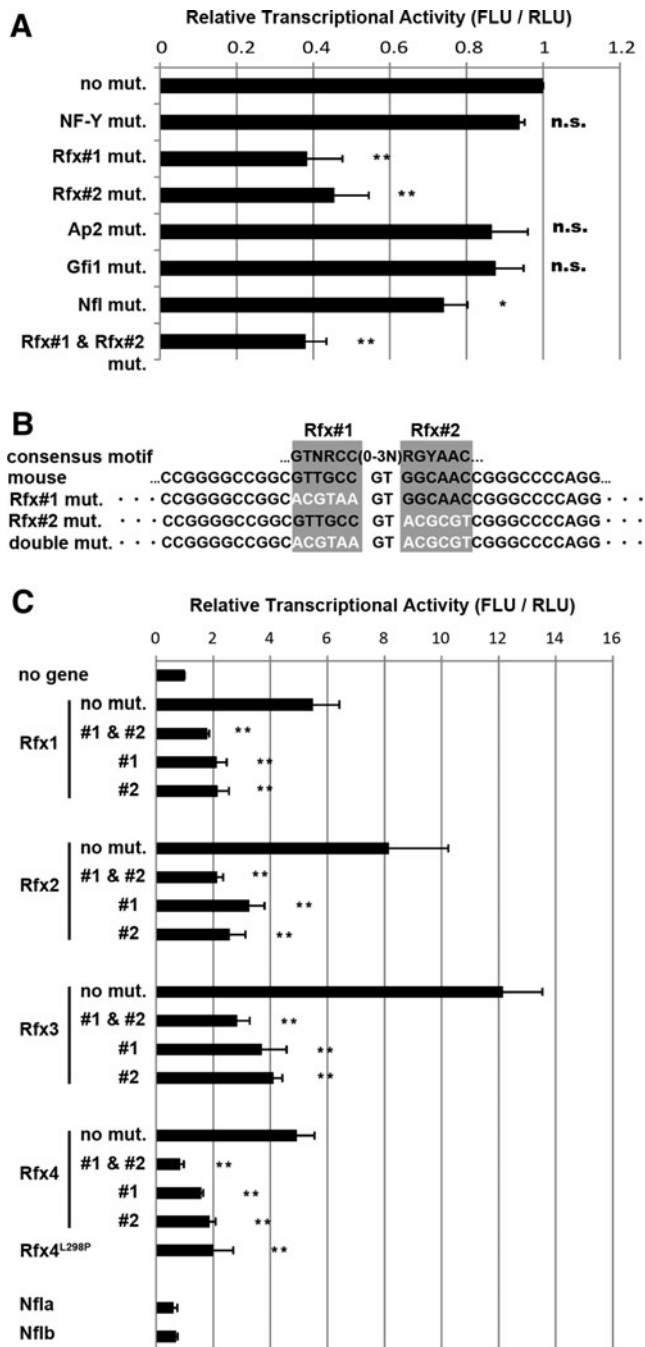 A
Relative Transcriptional Activity (FLU / RLU)
0 0.2 0.4 0.6 0.8 1 1.2
no mut.
NF-Y mut. n.s.
Rfx#1 mut. **
Rfx#2 mut. **
Ap2 mut. n.s.
Gfi1 mut. n.s.
NfI mut. *
Rfx#1 & Rfx#2 **
mut.
B
Rfx#1 Rfx#2
consensus motif ...GTNRCC(0-3N)RGYAAC...
mouse ...CCGGGGCCGGCGTTGCC GT GGCAACCGGGCCCCAGG...
Rfx#1 mut. · · · CCGGGGCCGGCACGTAA GT GGCAACCGGGCCCCAGG · · ·
Rfx#2 mut. · · · CCGGGGCCGGCGTTGCC GT ACGCGTCGGGCCCCAGG · · ·
double mut. · · · CCGGGGCCGGCACGTAA GT ACGCGTCGGGCCCCAGG · · ·
C
Relative Transcriptional Activity (FLU / RLU)
0 2 4 6 8 10 12 14 16
no gene
Rfx1
no mut.
#1 & #2 **
#1 **
#2 **
Rfx2
no mut.
#1 & #2 **
#1 **
#2 **
Rfx3
no mut.
#1 & #2 **
#1 **
#2 **
Rfx4
no mut.
#1 & #2 **
#1 **
#2 **
Rfx4L298P **
NfIa
NfIb